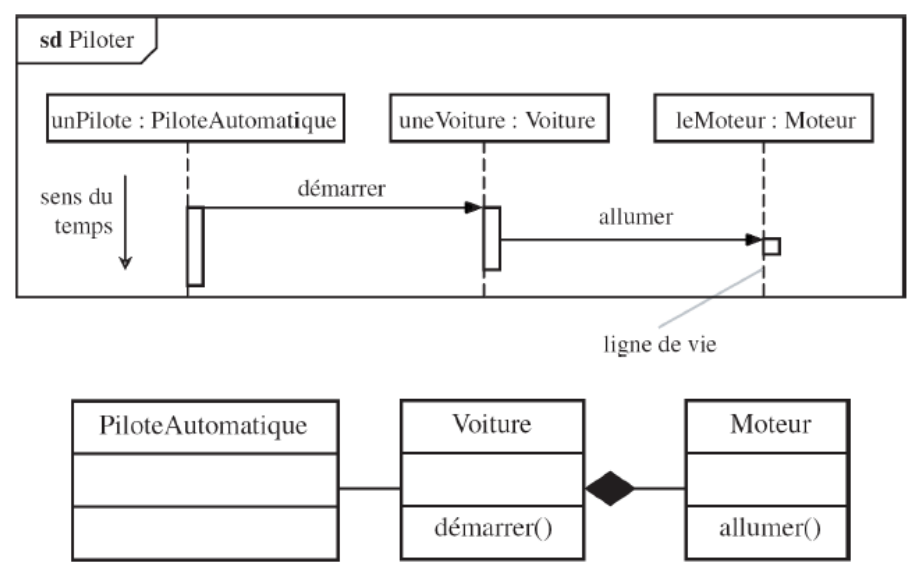 sd Piloter
unPilote : PiloteAutomatique
uneVoiture : Voiture
leMoteur : Moteur
sens du
temps
démarrer
allumer
ligne de vie
PiloteAutomatique
Voiture
Moteur
démarrer()
allumer()